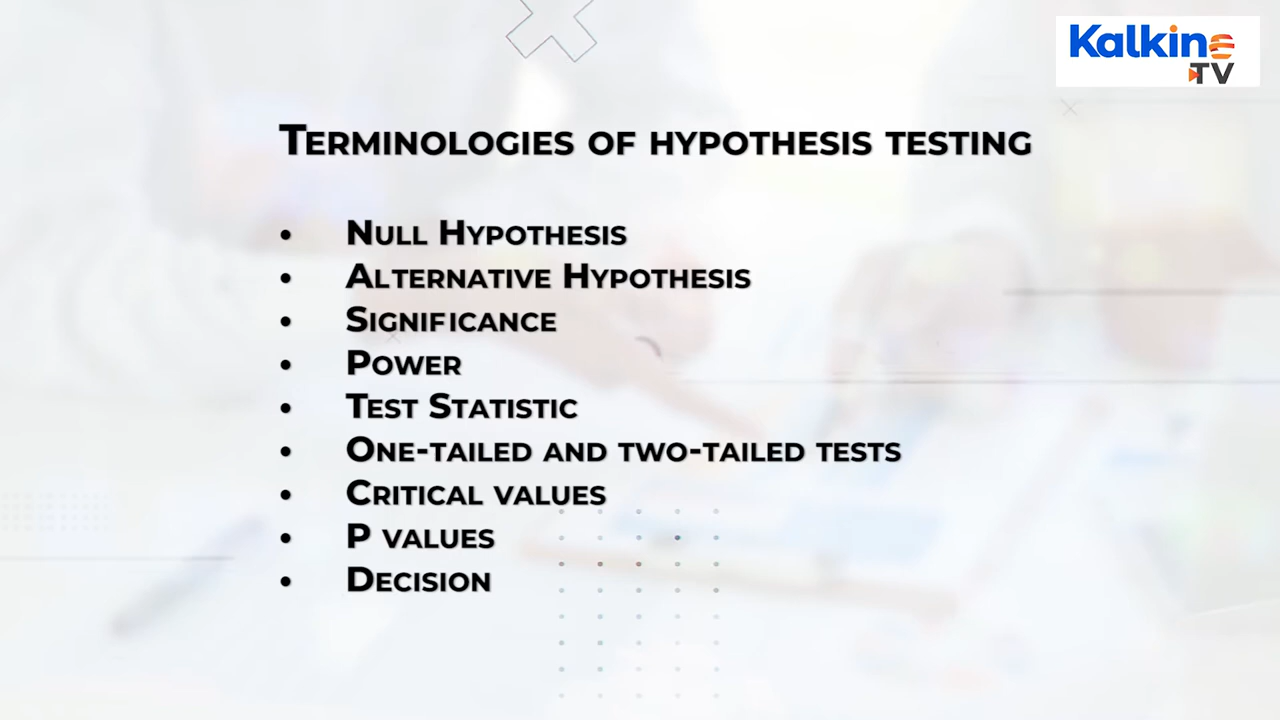 Kalkine
TV
Terminologies of hypothesis testing
• Null Hypothesis
• Alternative Hypothesis
• Significance
• Power
• Test Statistic
• One-tailed and two-tailed tests
• Critical values
• P values
• Decision